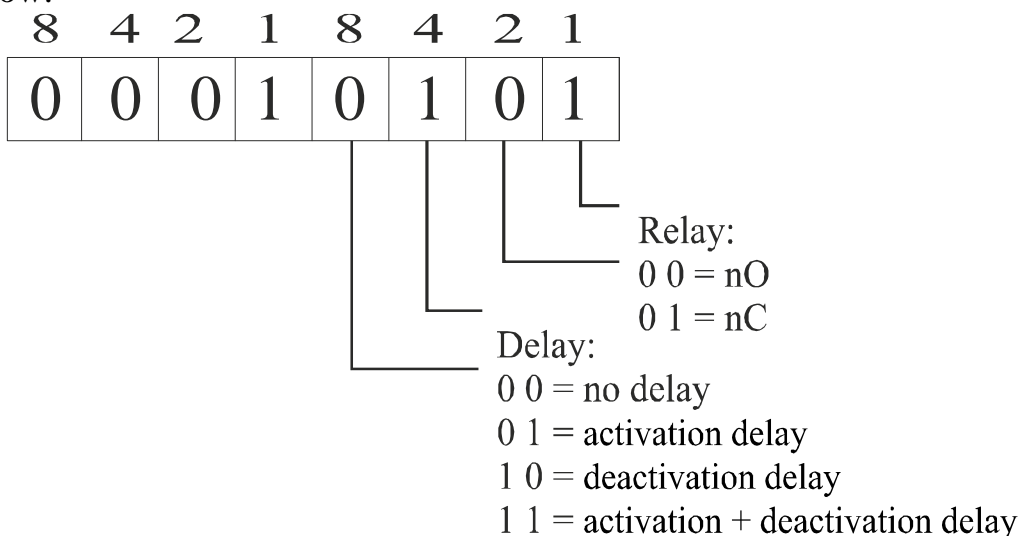 8 4 2 1 8 4 2 1
0 0 0 1 0 1 0 1
Relay:
0 0 = nO
0 1 = nC
Delay:
0 0 = no delay
0 1 = activation delay
1 0 = deactivation delay
1 1 = activation + deactivation delay